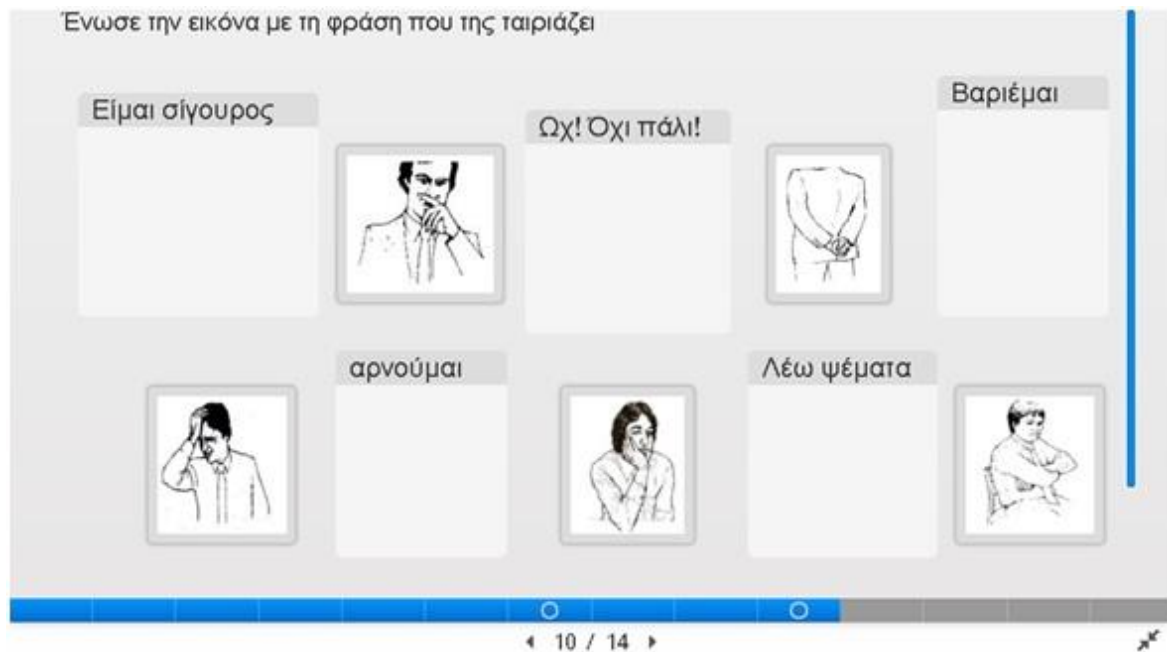 Ένωσε την εικόνα με τη φράση που της ταιριάζει
Είμαι σίγουρος
Ωχ! Όχι πάλι!
Βαριέμαι
αρνούμαι
Λέω ψέματα
10 / 14